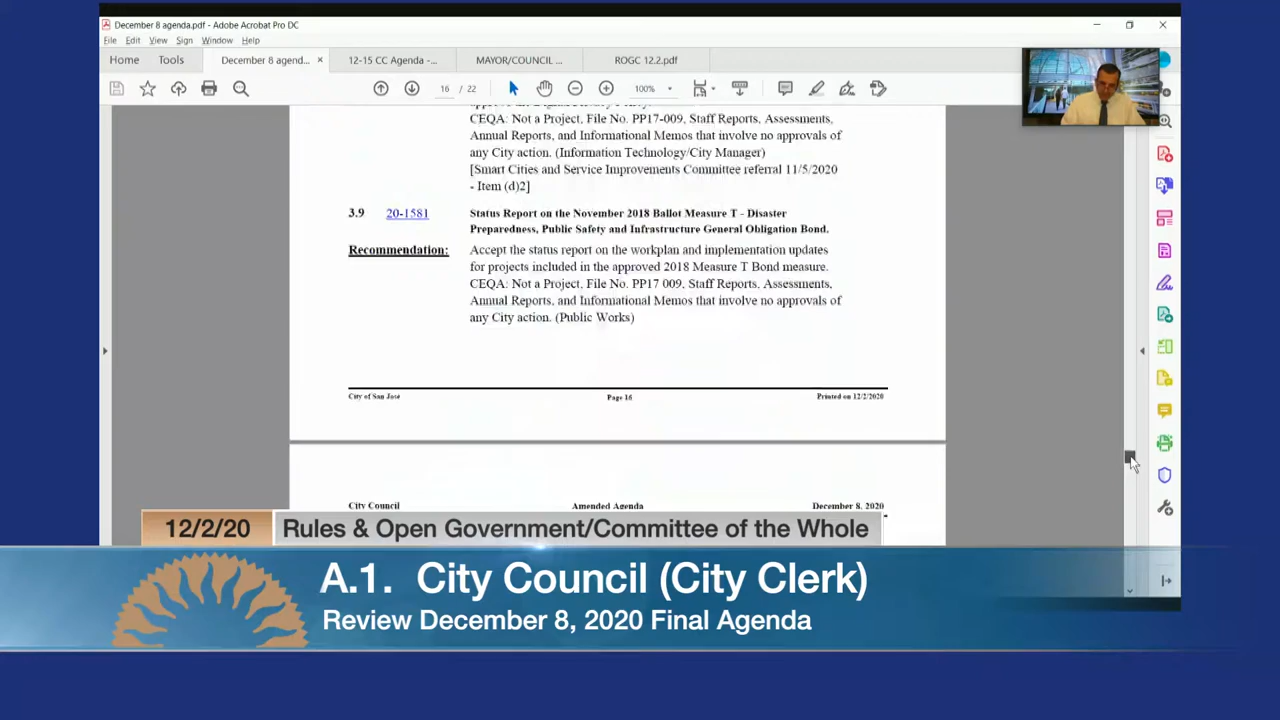 December 8 agenda.pdf - Adobe Acrobat Pro DC
File Edit View Sign Window Help
Home Tools December 8 agend... × 12-15 CC Agenda -... MAYOR/COUNCIL ... ROGC 12.2.pdf
16 / 22 100%
CEQA: Not a Project, File No. PP17-009, Staff Reports, Assessments,
Annual Reports, and Informational Memos that involve no approvals of
any City action. (Information Technology/City Manager)
[Smart Cities and Service Improvements Committee referral 11/5/2020
- Item (d)2]
3.9 20-1581 Status Report on the November 2018 Ballot Measure T - Disaster
Preparedness, Public Safety and Infrastructure General Obligation Bond.
Recommendation: Accept the status report on the workplan and implementation updates
for projects included in the approved 2018 Measure T Bond measure.
CEQA: Not a Project, File No. PP17 009, Staff Reports, Assessments,
Annual Reports, and Informational Memos that involve no approvals of
any City action. (Public Works)
City of San José Page 16 Printed on 12/2/2020
City Council Amended Agenda December 8, 2020
12/2/20 Rules & Open Government/Committee of the Whole
A.1. City Council (City Clerk)
Review December 8, 2020 Final Agenda